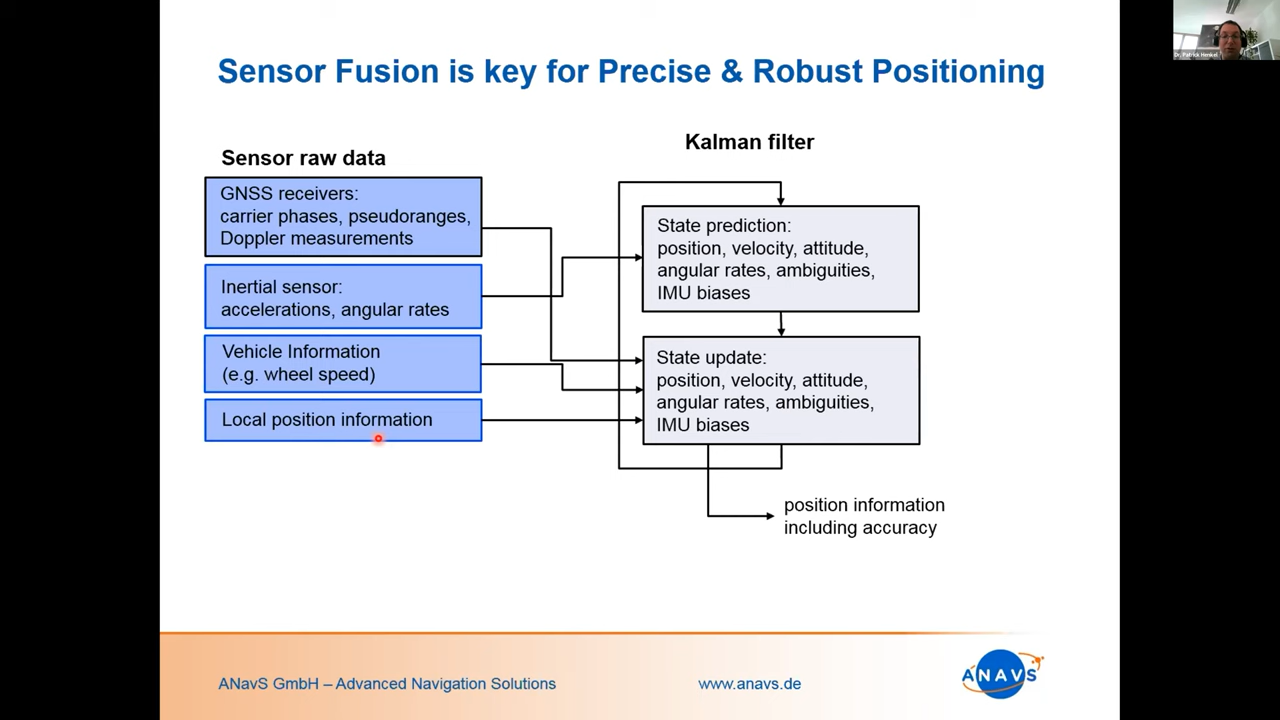 Dr. Patrick Henkel
Sensor Fusion is key for Precise & Robust Positioning
Sensor raw data
GNSS receivers:
carrier phases, pseudoranges,
Doppler measurements
Inertial sensor:
accelerations, angular rates
Vehicle Information
(e.g. wheel speed)
Local position information
Kalman filter
State prediction:
position, velocity, attitude,
angular rates, ambiguities,
IMU biases
State update:
position, velocity, attitude,
angular rates, ambiguities,
IMU biases
position information
including accuracy
ANavS GmbH – Advanced Navigation Solutions
www.anavs.de
ANAVS